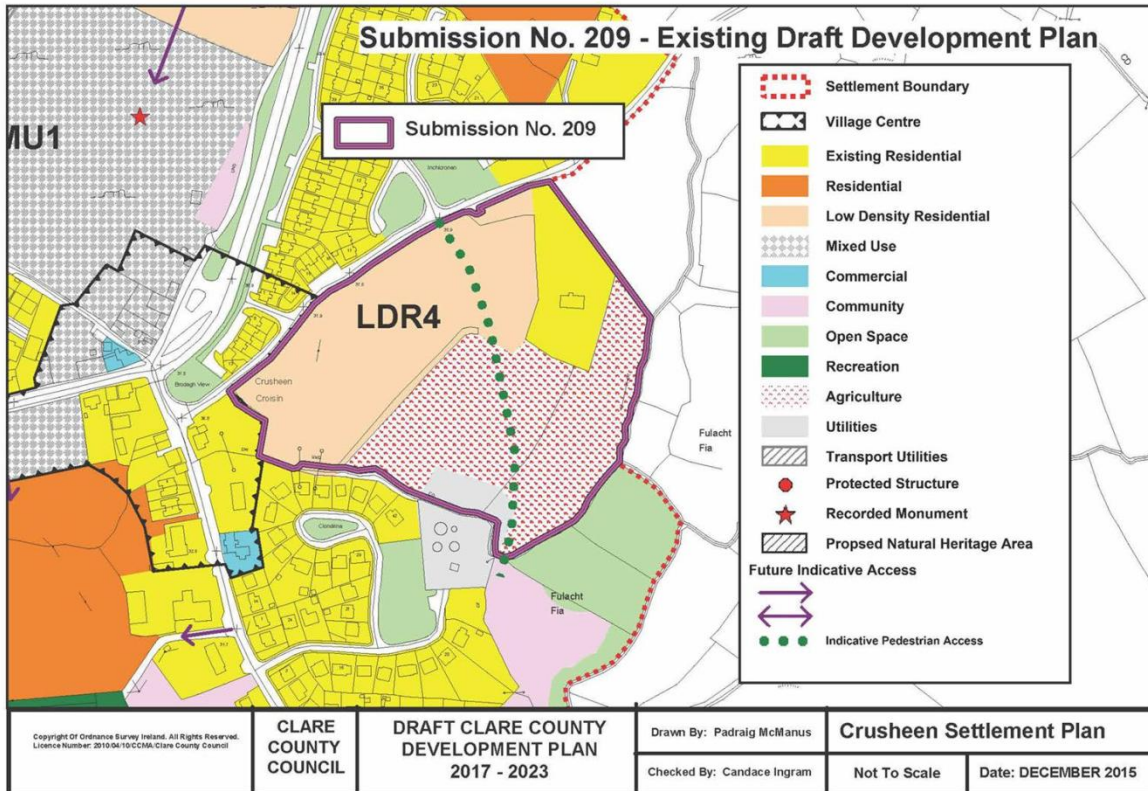 Submission No. 209 - Existing Draft Development Plan
Submission No. 209
MU1
LDR4
Crusheen
Croisin
Inchicronan
Brodagh View
Fulacht
Fia
Fulacht
Fia
Settlement Boundary
Village Centre
Existing Residential
Residential
Low Density Residential
Mixed Use
Commercial
Community
Open Space
Recreation
Agriculture
Utilities
Transport Utilities
Protected Structure
Recorded Monument
Propsed Natural Heritage Area
Future Indicative Access
Indicative Pedestrian Access
Copyright Of Ordnance Survey Ireland. All Rights Reserved.
Licence Number: 2010/04/10/CCMA/Clare County Council
CLARE
COUNTY
COUNCIL
DRAFT CLARE COUNTY
DEVELOPMENT PLAN
2017 - 2023
Drawn By: Padraig McManus
Checked By: Candace Ingram
Crusheen Settlement Plan
Not To Scale
Date: DECEMBER 2015